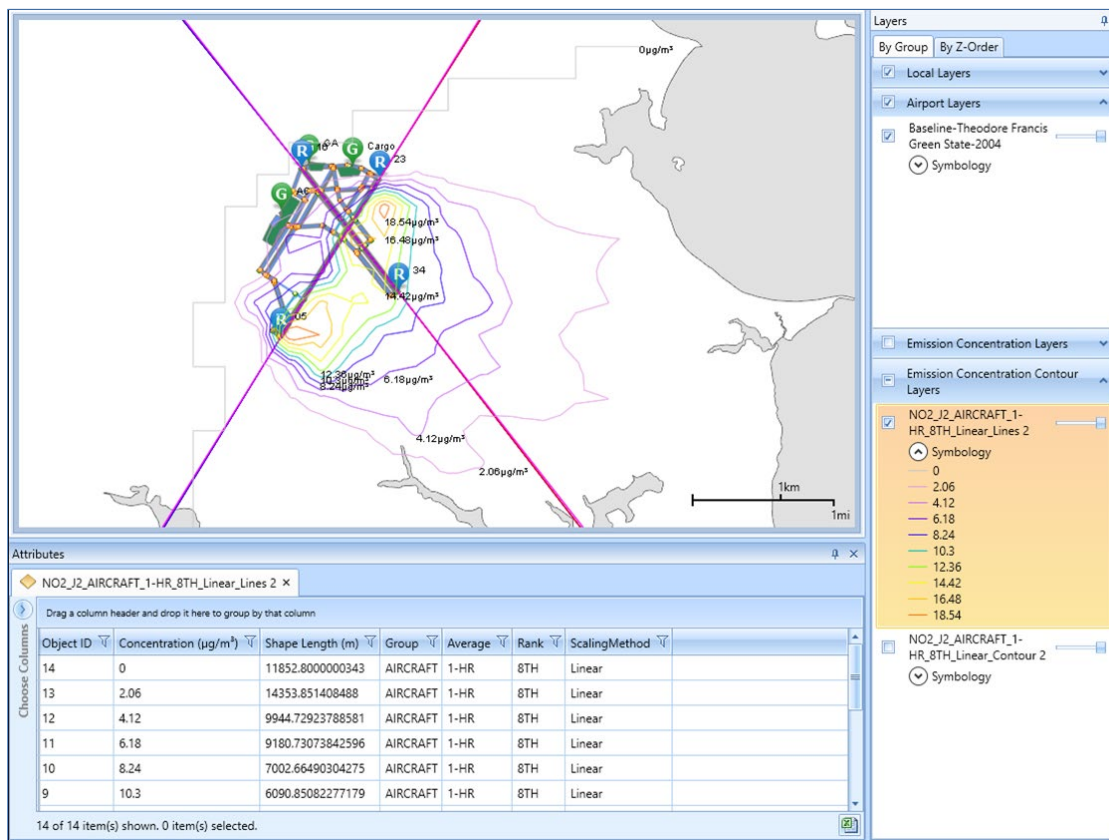 0µg/m³
0A
16
Cargo
23
R
G
R
G
AC
18.54µg/m³
16.48µg/m³
R
34
14.42µg/m³
R
05
12.36µg/m³
10.3µg/m³
8.24µg/m³
6.18µg/m³
4.12µg/m³
2.06µg/m³
1km
1mi
Layers
By Group By Z-Order
Local Layers
Airport Layers
Baseline-Theodore Francis
Green State-2004
Symbology
Emission Concentration Layers
Emission Concentration Contour
Layers
NO2_J2_AIRCRAFT_1-
HR_8TH_Linear_Lines 2
Symbology
0
2.06
4.12
6.18
8.24
10.3
12.36
14.42
16.48
18.54
NO2_J2_AIRCRAFT_1-
HR_8TH_Linear_Contour 2
Symbology
Attributes
NO2_J2_AIRCRAFT_1-HR_8TH_Linear_Lines 2
Choose Columns
Drag a column header and drop it here to group by that column
Object ID Concentration (µg/m³) Shape Length (m) Group Average Rank ScalingMethod
14 0 11852.8000000343 AIRCRAFT 1-HR 8TH Linear
13 2.06 14353.851408488 AIRCRAFT 1-HR 8TH Linear
12 4.12 9944.72923788581 AIRCRAFT 1-HR 8TH Linear
11 6.18 9180.73073842596 AIRCRAFT 1-HR 8TH Linear
10 8.24 7002.66490304275 AIRCRAFT 1-HR 8TH Linear
9 10.3 6090.85082277179 AIRCRAFT 1-HR 8TH Linear
14 of 14 item(s) shown. 0 item(s) selected.